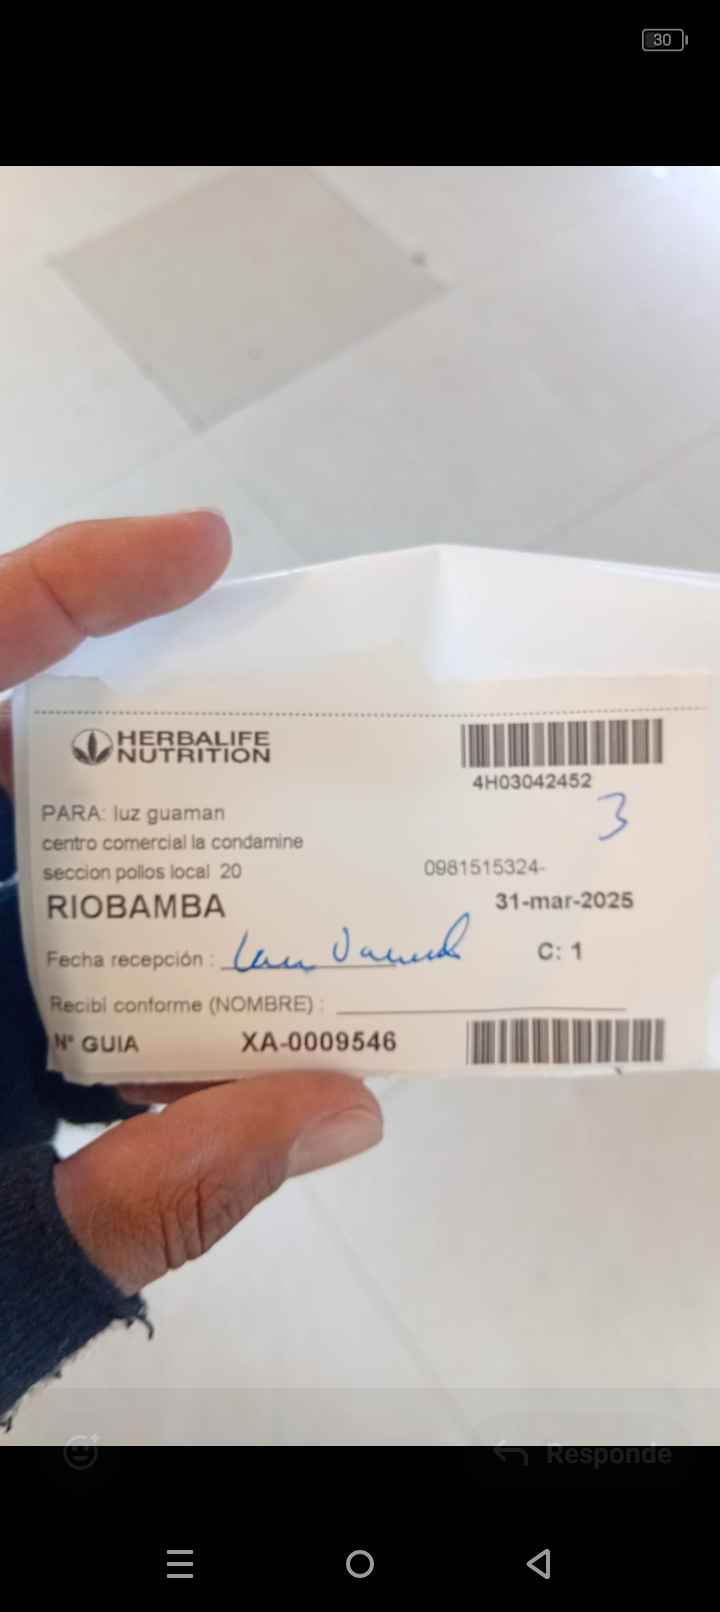 30
HERBALIFE
NUTRITION
4H03042452
3
PARA: luz guaman
centro comercial la condamine
seccion pollos local 20 0981515324-
RIOBAMBA 31-mar-2025
Fecha recepción : C: 1
Recibí conforme (NOMBRE) :
N° GUIA XA-0009546
Responde